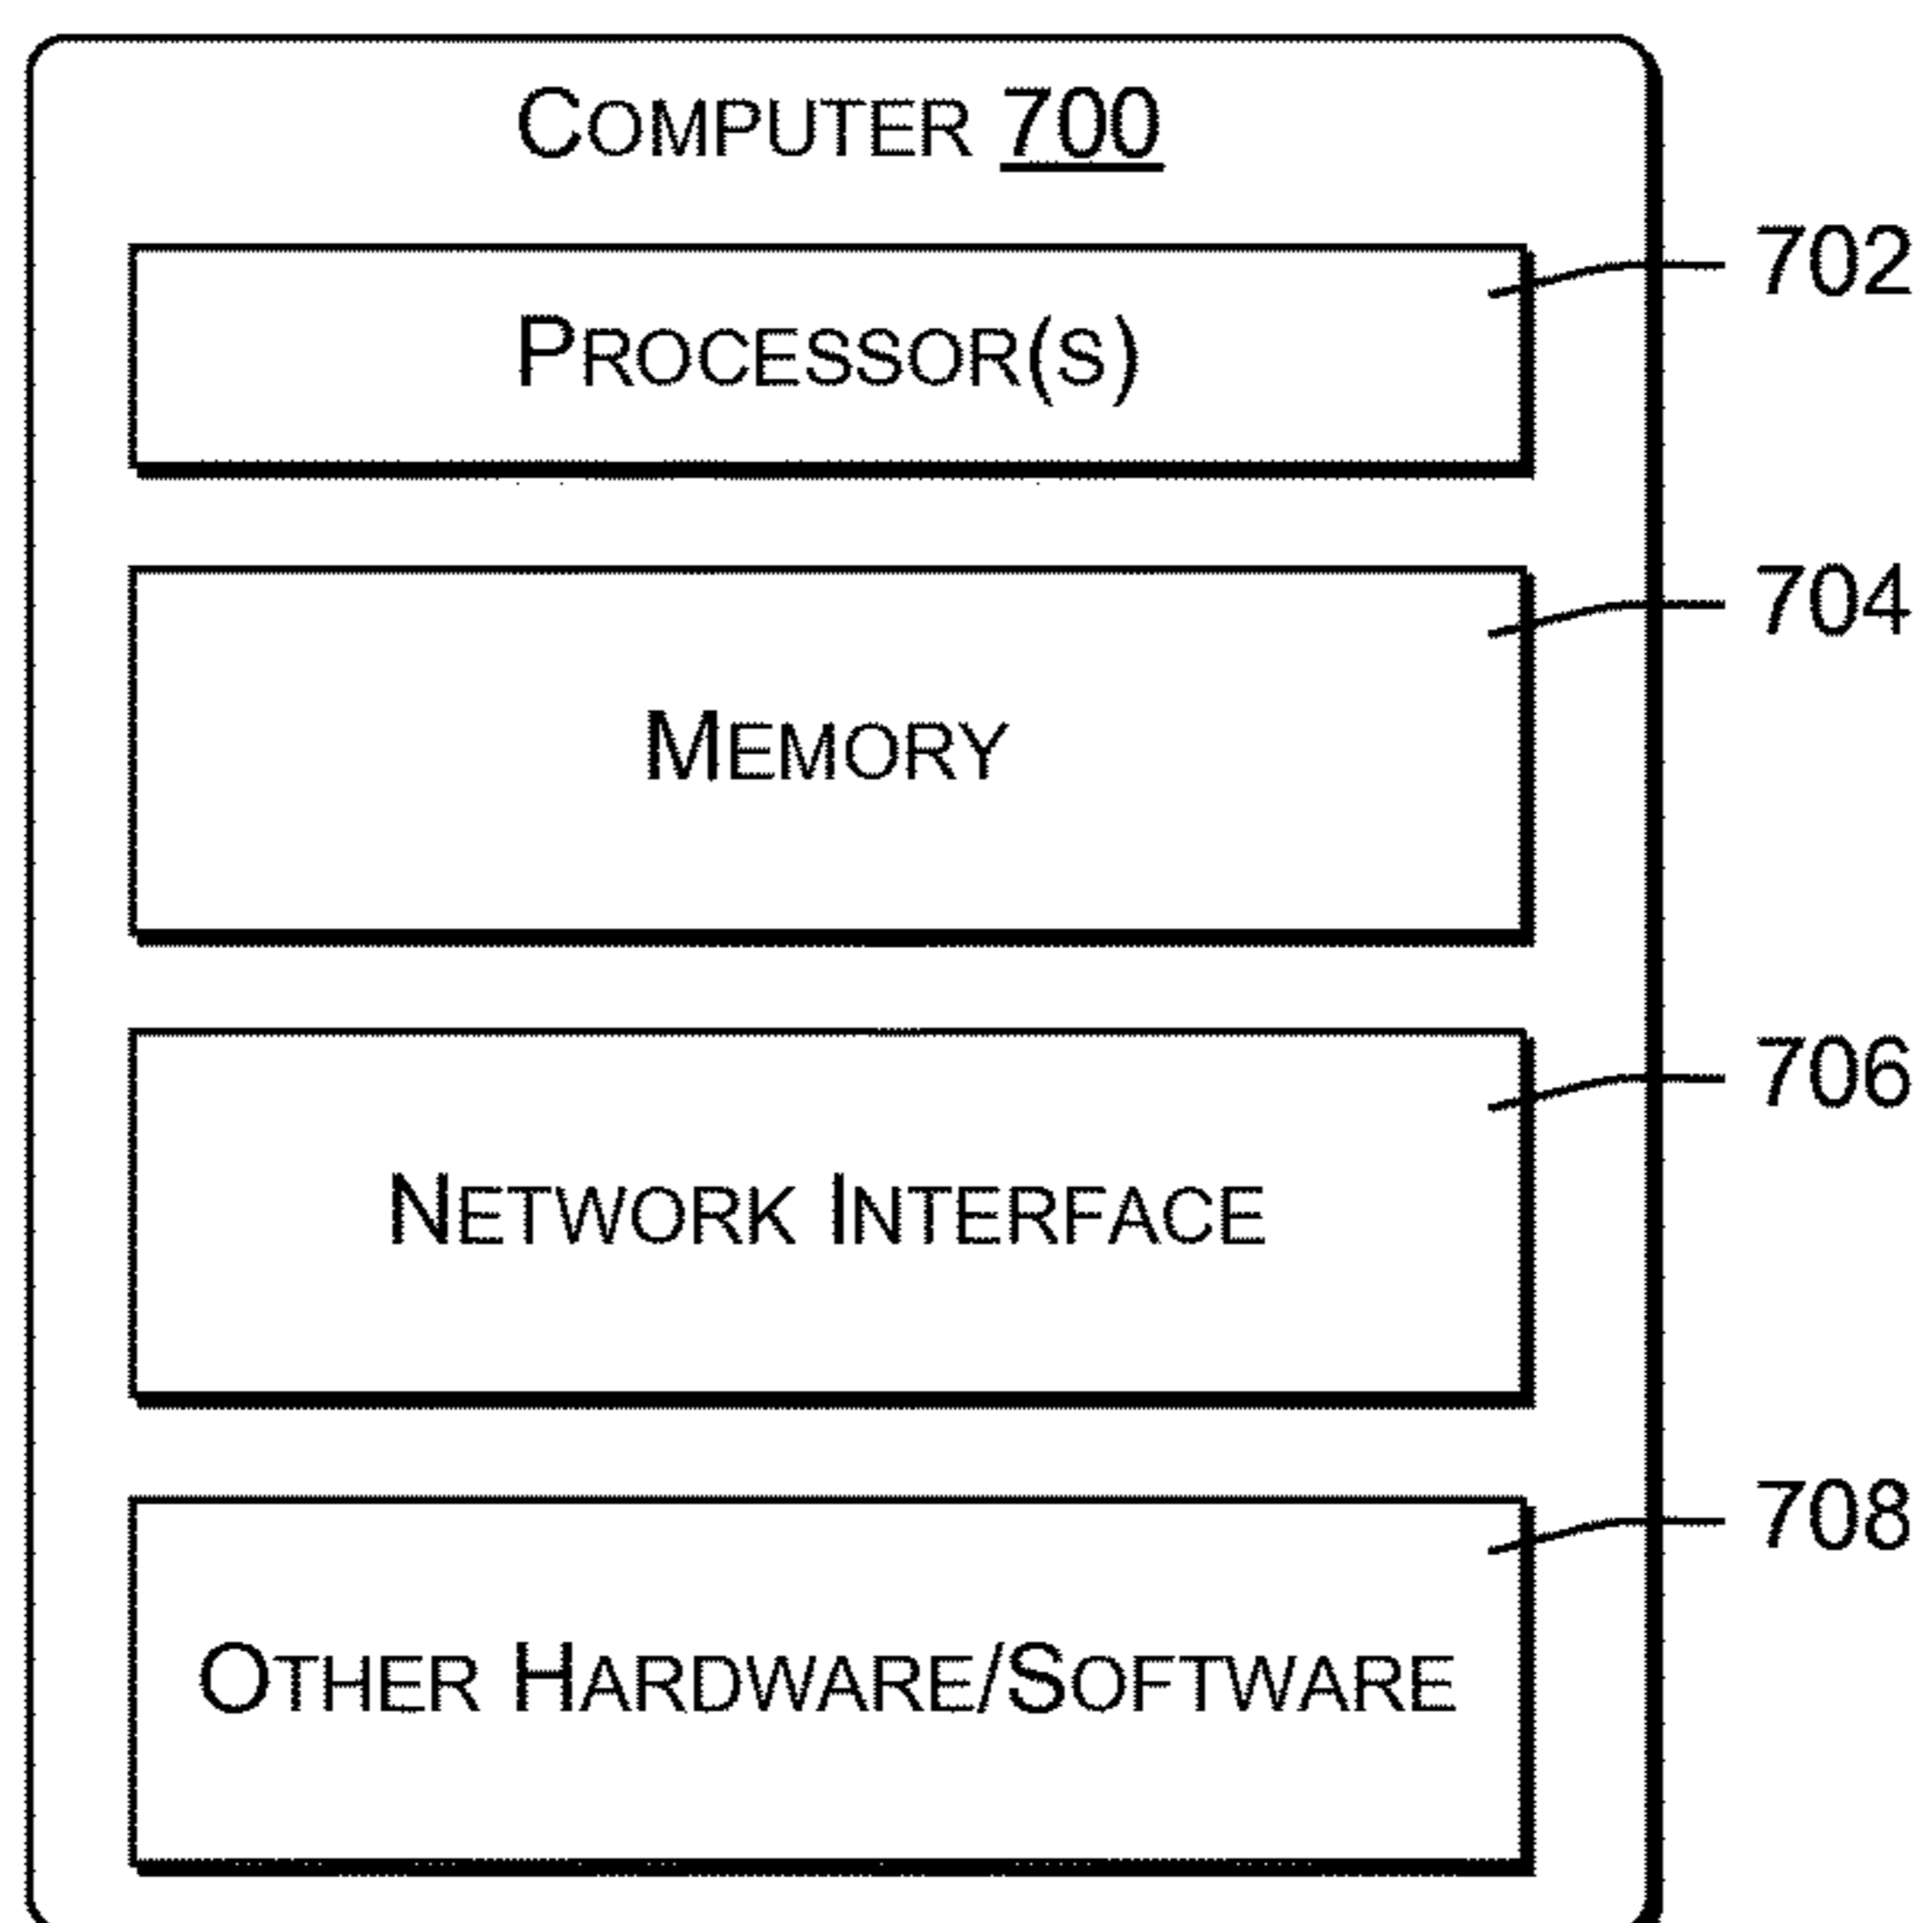 COMPUTER 700
702
PROCESSOR(S)
704
MEMORY
706
NETWORK INTERFACE
708
OTHER HARDWARE/SOFTWARE